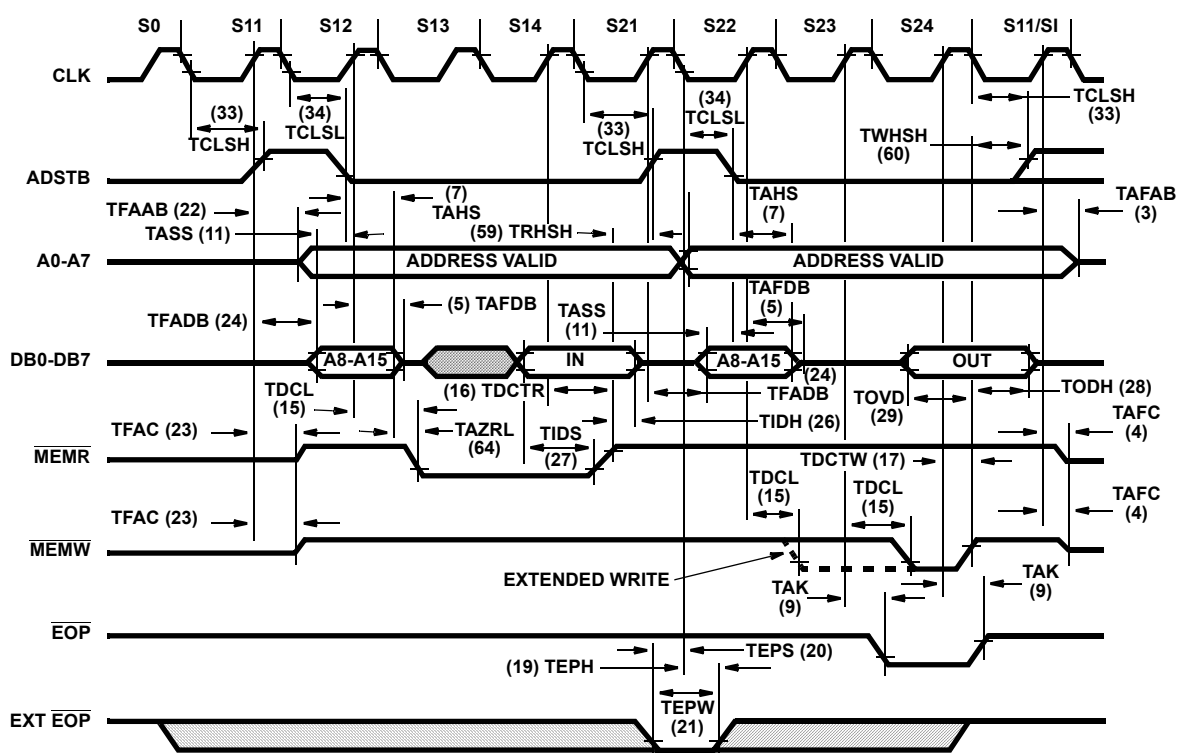 S0 S11 S12 S13 S14 S21 S22 S23 S24 S11/SI
CLK
(33)
TCLSH
(34)
TCLSL
(33)
TCLSH
(34)
TCLSL
TCLSH
(33)
TWHSH
(60)
ADSTB
TFAAB (22)
(7)
TAHS
TAHS
(7)
TAFAB
(3)
TASS (11)
(59) TRHSH
A0-A7
ADDRESS VALID
ADDRESS VALID
TFADB (24)
(5) TAFDB
TASS
(11)
TAFDB
(5)
DB0-DB7
A8-A15
IN
A8-A15
OUT
(24)
TFADB
TDCL
(15)
(16) TDCTR
TOVD
(29)
TODH (28)
TFAC (23)
TAZRL
(64)
TIDS
(27)
TIDH (26)
TAFC
(4)
MEMR
TDCTW (17)
TDCL
(15)
TDCL
(15)
TFAC (23)
TAFC
(4)
MEMW
EXTENDED WRITE
TAK
(9)
TAK
(9)
EOP
TEPS (20)
(19) TEPH
TEPW
(21)
EXT EOP